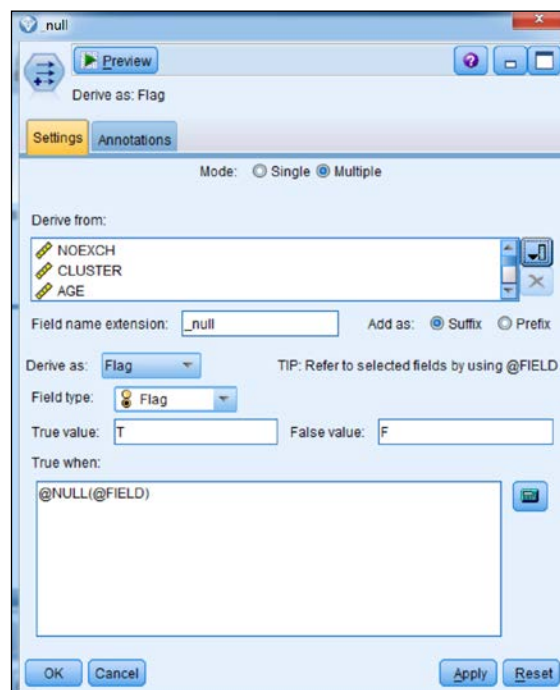 _null
Preview
Derive as: Flag
Settings Annotations
Mode: Single Multiple
Derive from:
NOEXCH
CLUSTER
AGE
Field name extension: _null Add as: Suffix Prefix
Derive as: Flag TIP: Refer to selected fields by using @FIELD
Field type: Flag
True value: T False value: F
True when:
@NULL(@FIELD)
OK Cancel Apply Reset